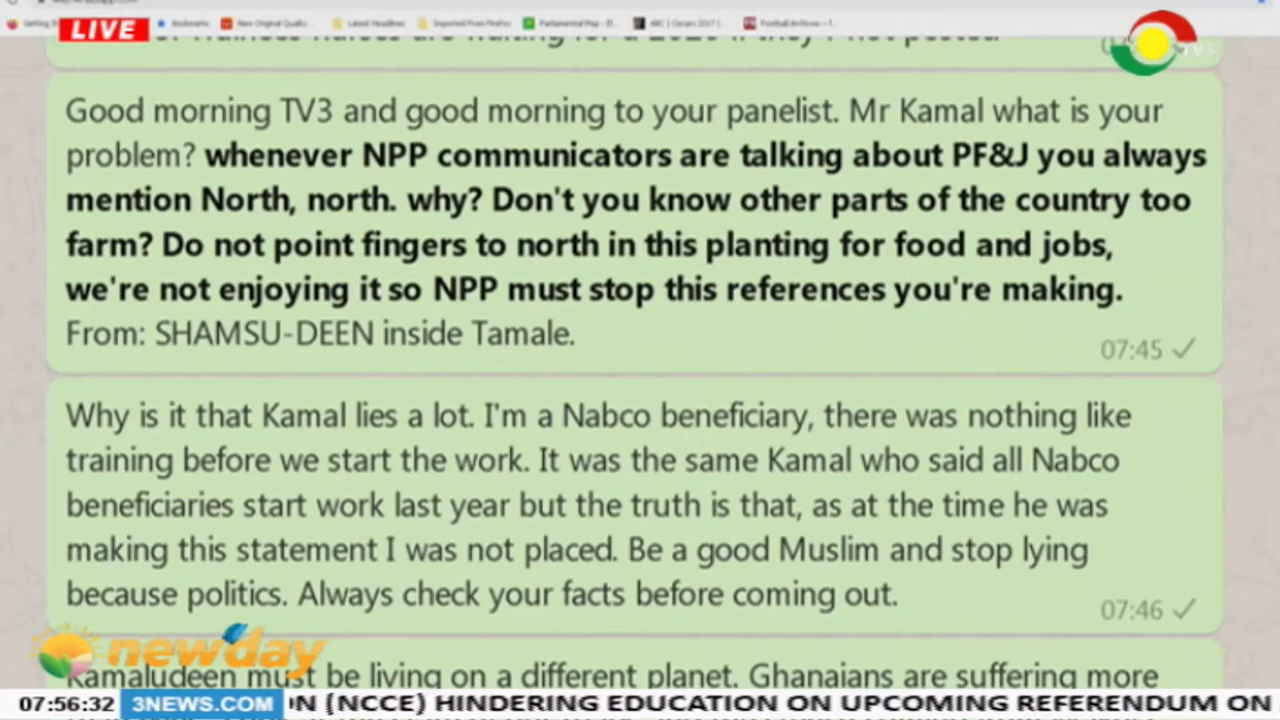 LIVE
Good morning TV3 and good morning to your panelist. Mr Kamal what is your
problem? whenever NPP communicators are talking about PF&J you always
mention North, north. why? Don't you know other parts of the country too
farm? Do not point fingers to north in this planting for food and jobs,
we're not enjoying it so NPP must stop this references you're making.
From: SHAMSU-DEEN inside Tamale.
07:45
Why is it that Kamal lies a lot. I'm a Nabco beneficiary, there was nothing like
training before we start the work. It was the same Kamal who said all Nabco
beneficiaries start work last year but the truth is that, as at the time he was
making this statement I was not placed. Be a good Muslim and stop lying
because politics. Always check your facts before coming out.
07:46
newday
Kamaludeen must be living on a different planet. Ghanaians are suffering more
07:56:32 3NEWS.COM N (NCCE) HINDERING EDUCATION ON UPCOMING REFERENDUM ON